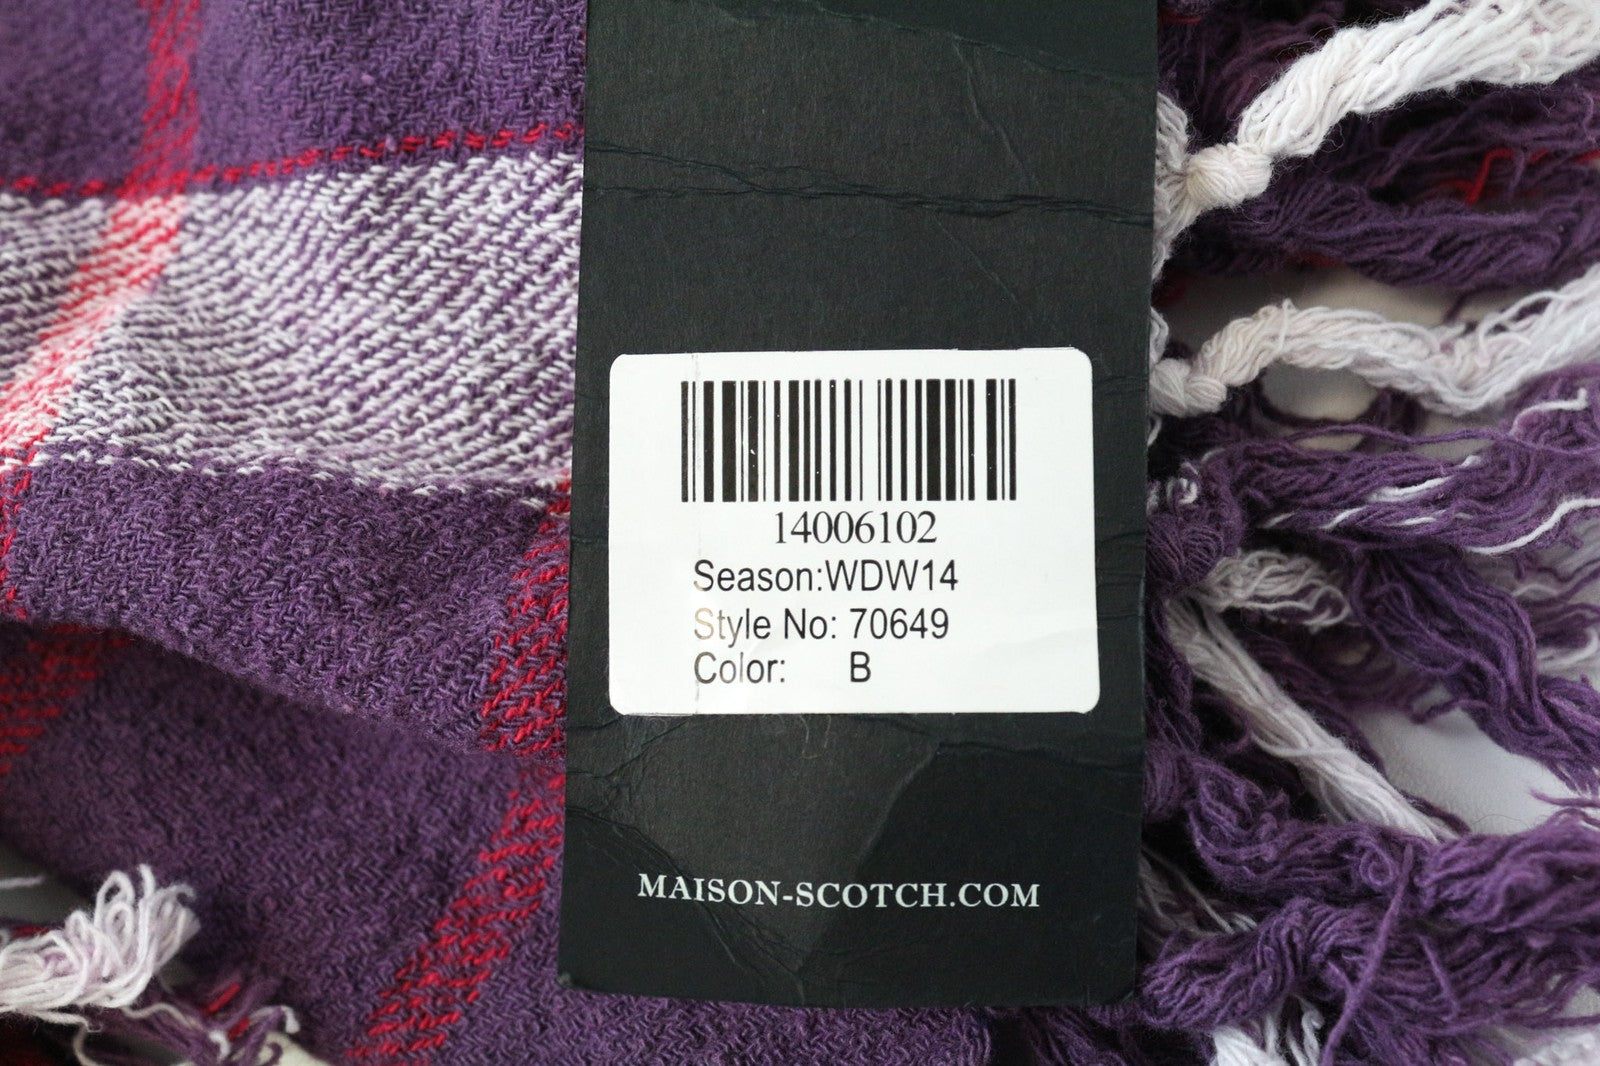 14006102
Season:WDW14
Style No: 70649
Color: B
MAISON-SCOTCH.COM